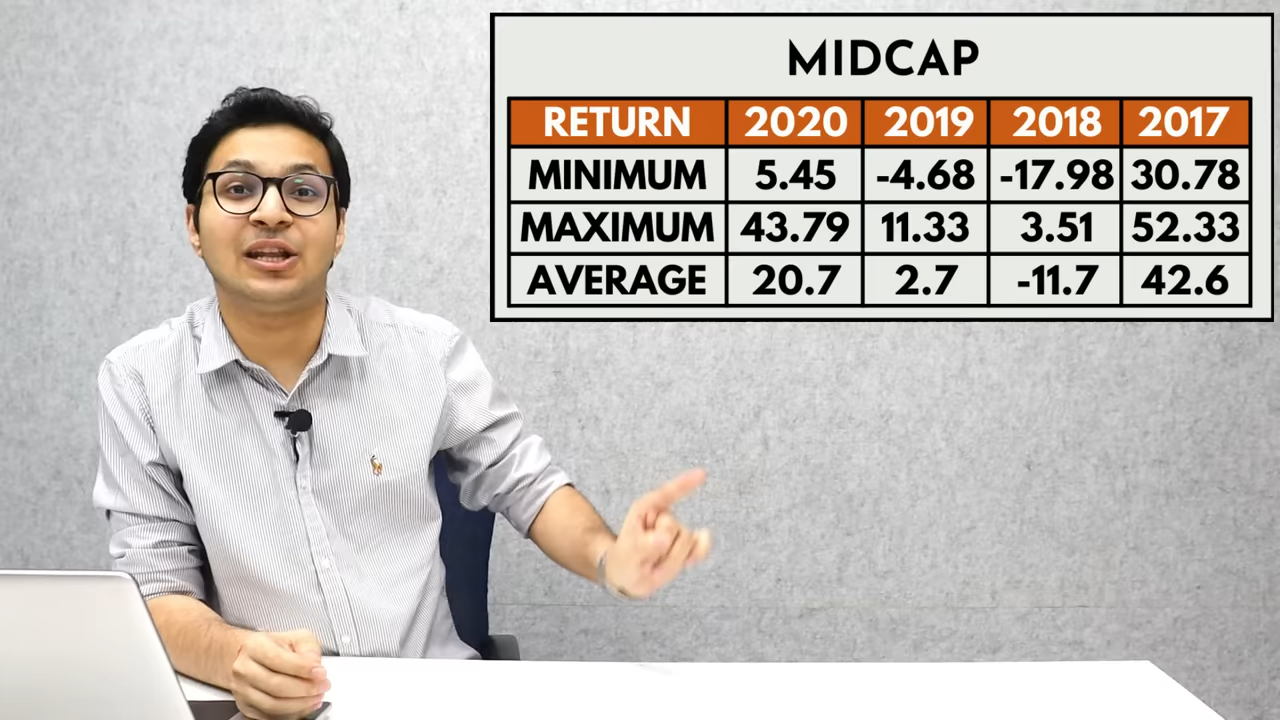 MIDCAP
RETURN 2020 2019 2018 2017
MINIMUM 5.45 -4.68 -17.98 30.78
MAXIMUM 43.79 11.33 3.51 52.33
AVERAGE 20.7 2.7 -11.7 42.6